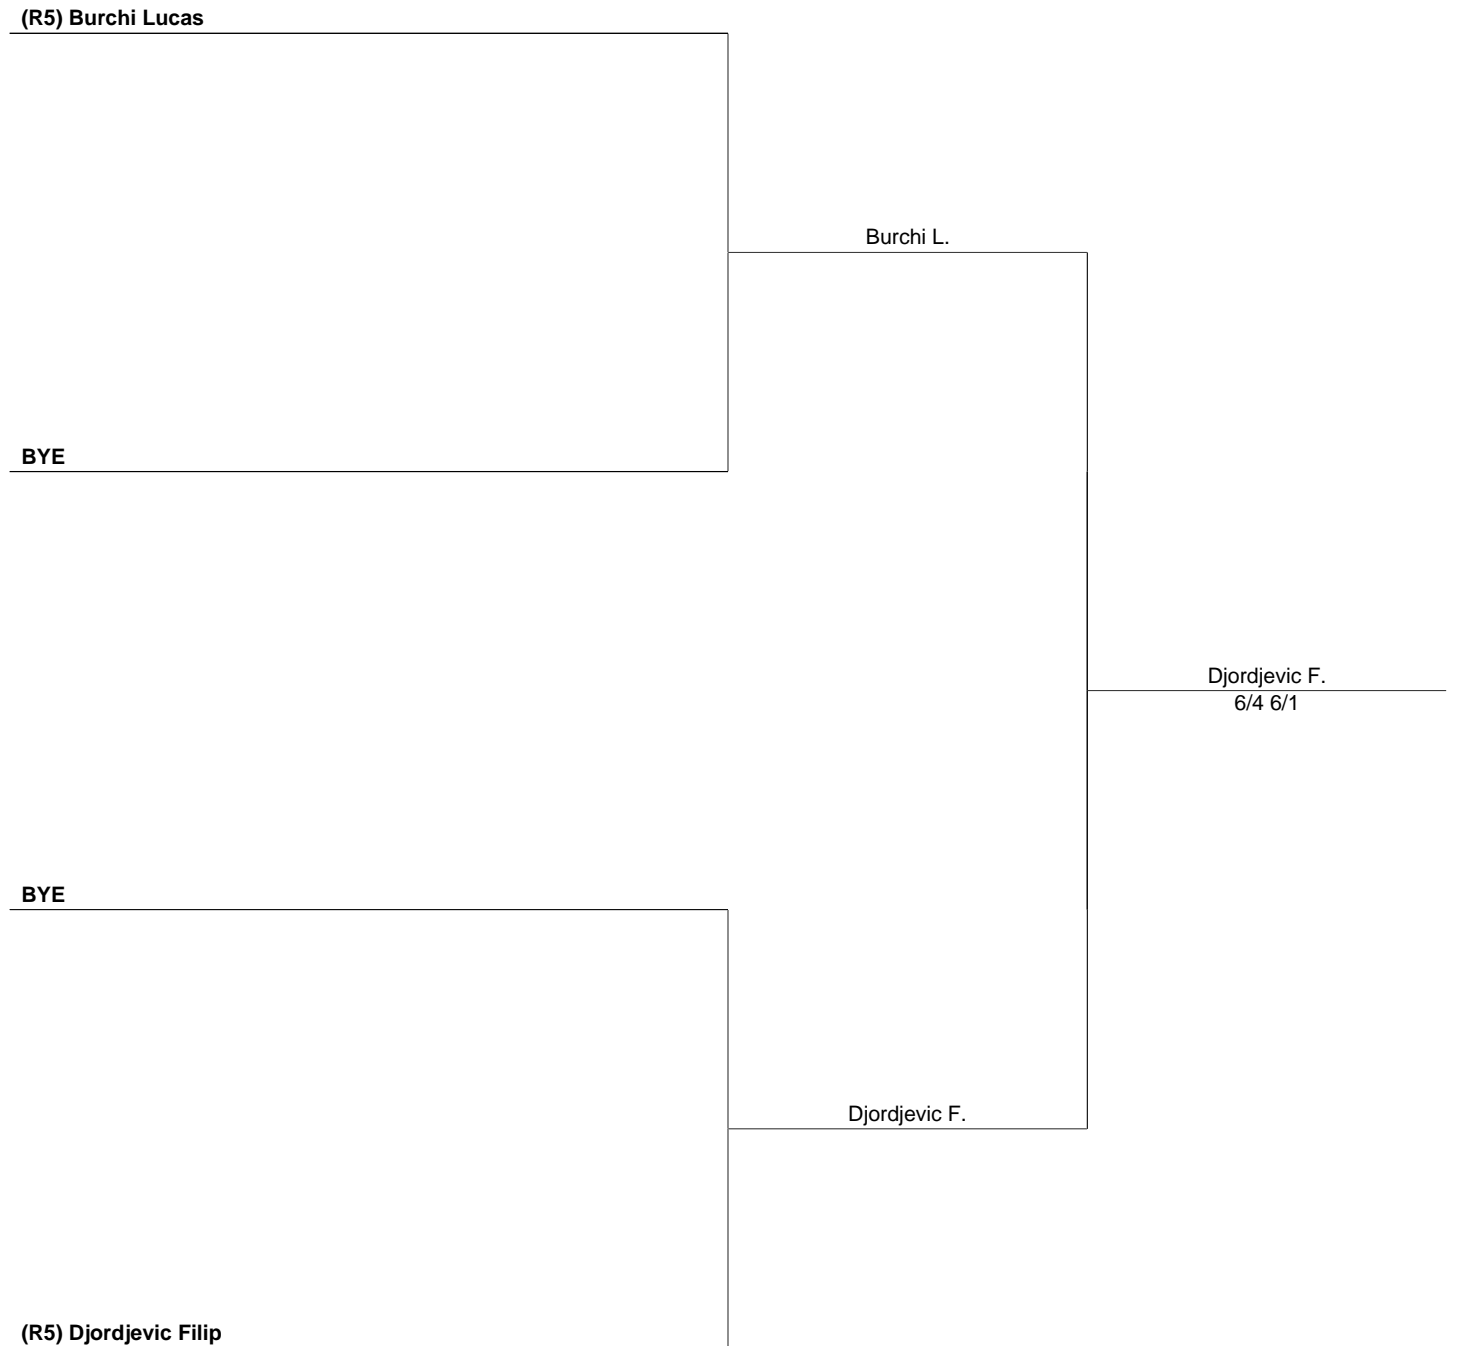 (R5) Burchi Lucas
Burchi L.
BYE
Djordjevic F.
6/4 6/1
BYE
Djordjevic F.
(R5) Djordjevic Filip